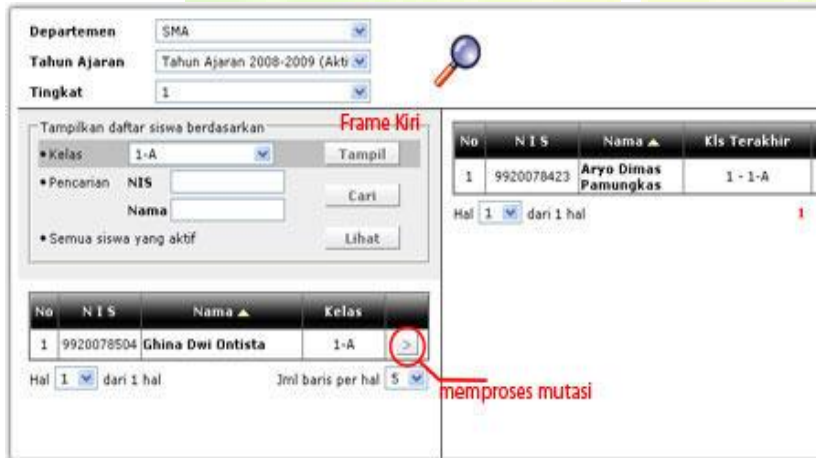 Departemen SMA
Tahun Ajaran Tahun Ajaran 2008-2009 (Akti
Tingkat 1
Tampilkan daftar siswa berdasarkan Frame Kiri
Kelas 1-A Tampil
Pencarian NIS
Cari
Nama
Semua siswa yang aktif Lihat
No N I S Nama Kelas
1 9920078504 Ghina Dwi Ontista 1-A >
Hal 1 dari 1 hal Jml baris per hal 5
memproses mutasi
No N I S Nama Kls Terakhir
1 9920078423 Aryo Dimas Pamungkas 1 - 1-A
Hal 1 dari 1 hal 1